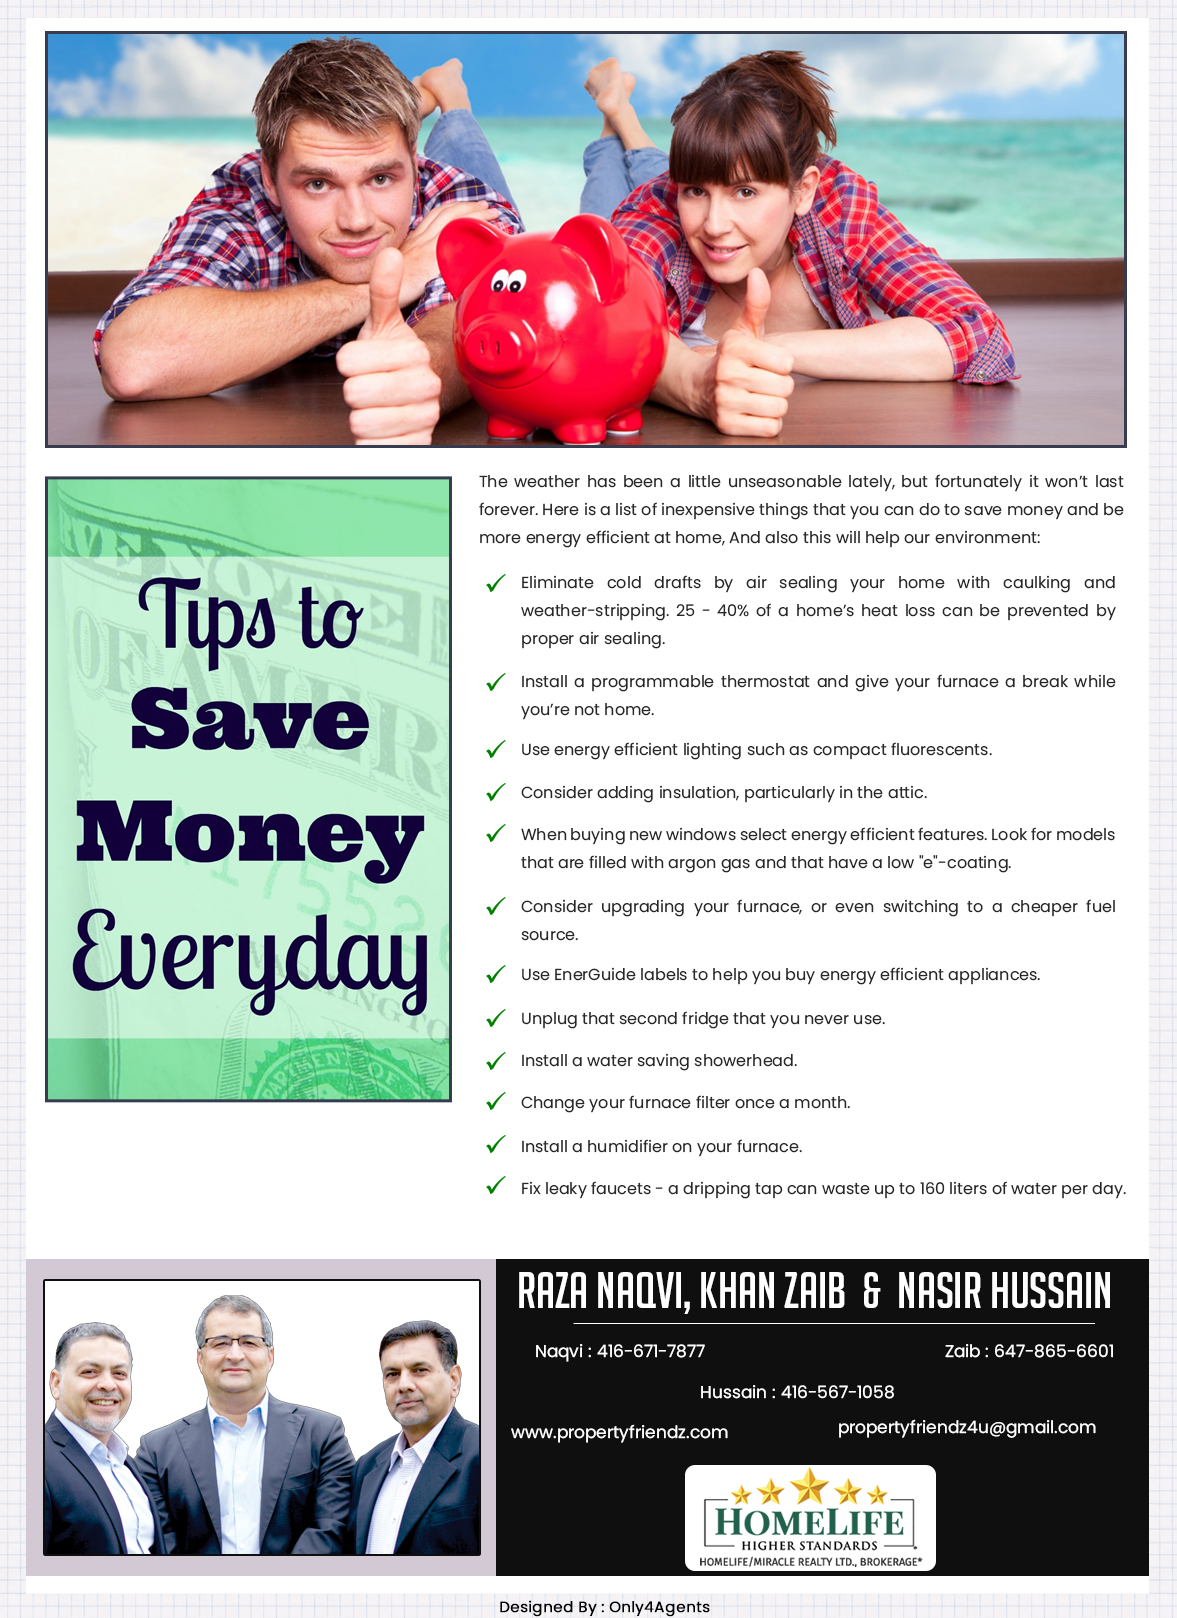 Tips to
Save
Money
Everyday
The weather has been a little unseasonable lately, but fortunately it won’t last
forever. Here is a list of inexpensive things that you can do to save money and be
more energy efficient at home, And also this will help our environment:
Eliminate cold drafts by air sealing your home with caulking and
weather-stripping. 25 - 40% of a home’s heat loss can be prevented by
proper air sealing.
Install a programmable thermostat and give your furnace a break while
you’re not home.
Use energy efficient lighting such as compact fluorescents.
Consider adding insulation, particularly in the attic.
When buying new windows select energy efficient features. Look for models
that are filled with argon gas and that have a low "e"-coating.
Consider upgrading your furnace, or even switching to a cheaper fuel
source.
Use EnerGuide labels to help you buy energy efficient appliances.
Unplug that second fridge that you never use.
Install a water saving showerhead.
Change your furnace filter once a month.
Install a humidifier on your furnace.
Fix leaky faucets - a dripping tap can waste up to 160 liters of water per day.
RAZA NAQVI, KHAN ZAIB & NASIR HUSSAIN
Naqvi : 416-671-7877 Zaib : 647-865-6601
Hussain : 416-567-1058
www.propertyfriendz.com propertyfriendz4u@gmail.com
HOMELIFE
HIGHER STANDARDS
HOMELIFE/MIRACLE REALTY LTD., BROKERAGE*
Designed By : Only4Agents